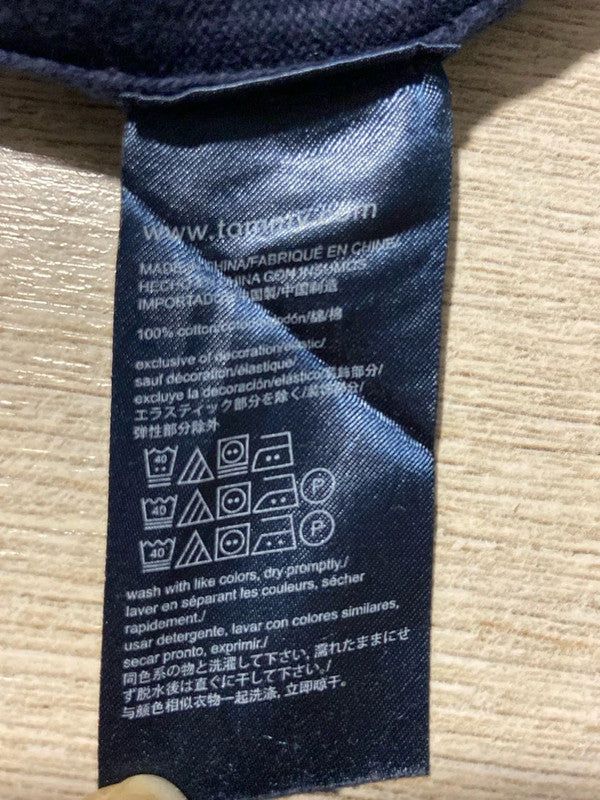 MADE CHINA/FABRIQUÉ EN CHINE/
HECHO CHINA CON INSUMOS
IMPORTADOS 中国製/中国制造
100% cotton/coton/algodón/綿/棉
exclusive of decoration/elastic/
sauf décoration/élastique/
excluye la decoración/elástico/装飾部分/
エラスティック部分を除く/装饰部分/
弹性部分除外
40
40 P
40 P
wash with like colors, dry promptly./
laver en séparant les couleurs, sécher
rapidement./
usar detergente, lavar con colores similares,
secar pronto, exprimir./
同色系の物と洗濯して下さい, 濡れたままにせ
ず脱水後は直ぐに干して下さい./
与颜色相似衣物一起洗涤, 立即晾干。